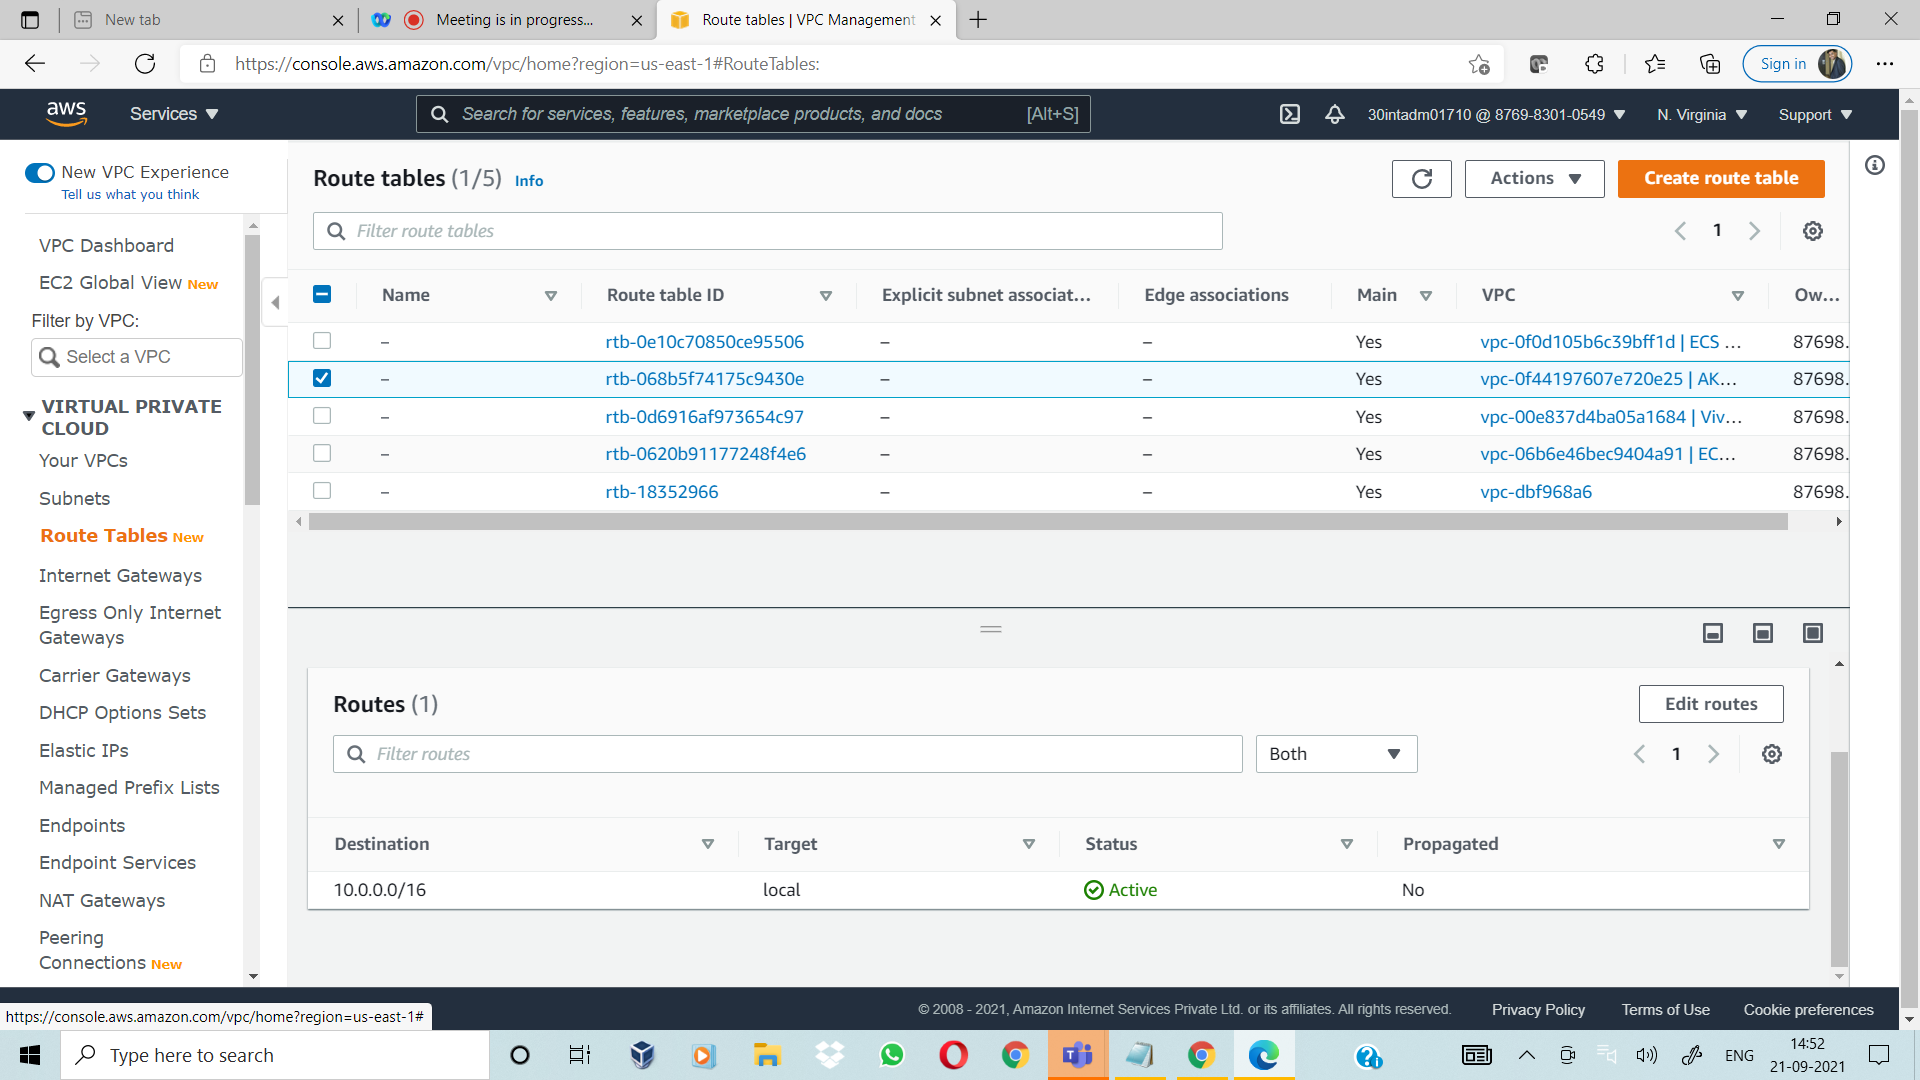 New tab
Meeting is in progress...
Route tables | VPC Management
https://console.aws.amazon.com/vpc/home?region=us-east-1#RouteTables:
Sign in
aws
Services
Search for services, features, marketplace products, and docs
[Alt+S]
30intadm01710 @ 8769-8301-0549
N. Virginia
Support
New VPC Experience
Tell us what you think
VPC Dashboard
EC2 Global View New
Filter by VPC:
Select a VPC
VIRTUAL PRIVATE
CLOUD
Your VPCs
Subnets
Route Tables New
Internet Gateways
Egress Only Internet
Gateways
Carrier Gateways
DHCP Options Sets
Elastic IPs
Managed Prefix Lists
Endpoints
Endpoint Services
NAT Gateways
Peering
Connections New
Route tables (1/5) Info
Actions
Create route table
Filter route tables
1
Name Route table ID Explicit subnet associat... Edge associations Main VPC Ow...
– rtb-0e10c70850ce95506 – – Yes vpc-0f0d105b6c39bff1d | ECS ... 87698.
– rtb-068b5f74175c9430e – – Yes vpc-0f44197607e720e25 | AK... 87698.
– rtb-0d6916af973654c97 – – Yes vpc-00e837d4ba05a1684 | Viv... 87698.
– rtb-0620b91177248f4e6 – – Yes vpc-06b6e46bec9404a91 | EC... 87698.
– rtb-18352966 – – Yes vpc-dbf968a6 87698.
Routes (1)
Edit routes
Filter routes
Both
1
Destination Target Status Propagated
10.0.0.0/16 local Active No
© 2008 - 2021, Amazon Internet Services Private Ltd. or its affiliates. All rights reserved.
Privacy Policy
Terms of Use
Cookie preferences
https://console.aws.amazon.com/vpc/home?region=us-east-1#
Type here to search
ENG
14:52
21-09-2021